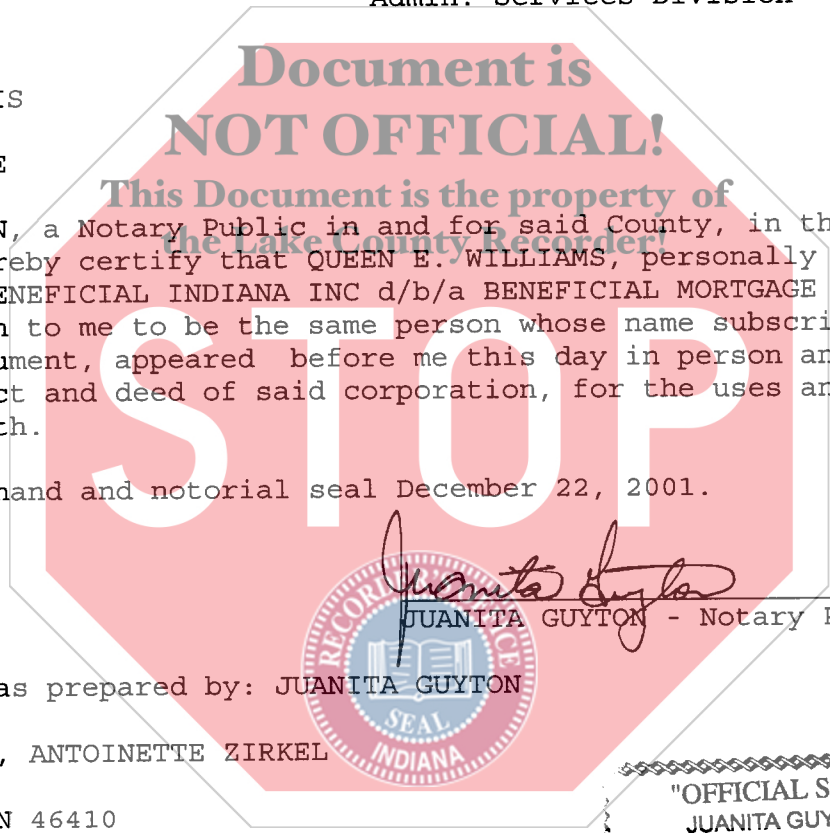 Admin. Services Division
IS
Document is
NOT OFFICIAL!
E
This Document is the property of
the Lake County Recorder!
N, a Notary Public in and for said County, in th
reby certify that QUEEN E. WILLIAMS, personally
ENEFICIAL INDIANA INC d/b/a BENEFICIAL MORTGAGE
n to me to be the same person whose name subscri
ument, appeared before me this day in person an
ct and deed of said corporation, for the uses an
th.
STOP
hand and notorial seal December 22, 2001.
Juanita Guyton
JUANITA GUYTON - Notary P
RECORDER'S OFFICE
SEAL
INDIANA
as prepared by: JUANITA GUYTON
, ANTOINETTE ZIRKEL
N 46410
"OFFICIAL S
JUANITA GUY